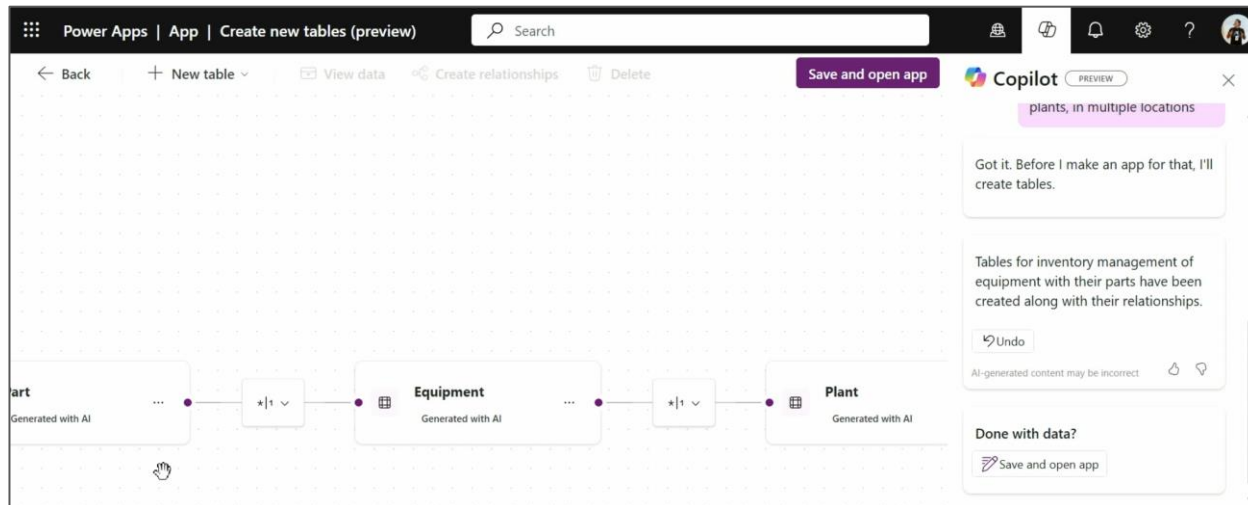 Power Apps | App | Create new tables (preview)
Search
Back
New table
View data
Create relationships
Delete
Save and open app
Copilot
PREVIEW
plants, in multiple locations
Got it. Before I make an app for that, I'll
create tables.
Tables for inventory management of
equipment with their parts have been
created along with their relationships.
Undo
AI-generated content may be incorrect
art
Generated with AI
*|1
Equipment
Generated with AI
*|1
Plant
Generated with AI
Done with data?
Save and open app